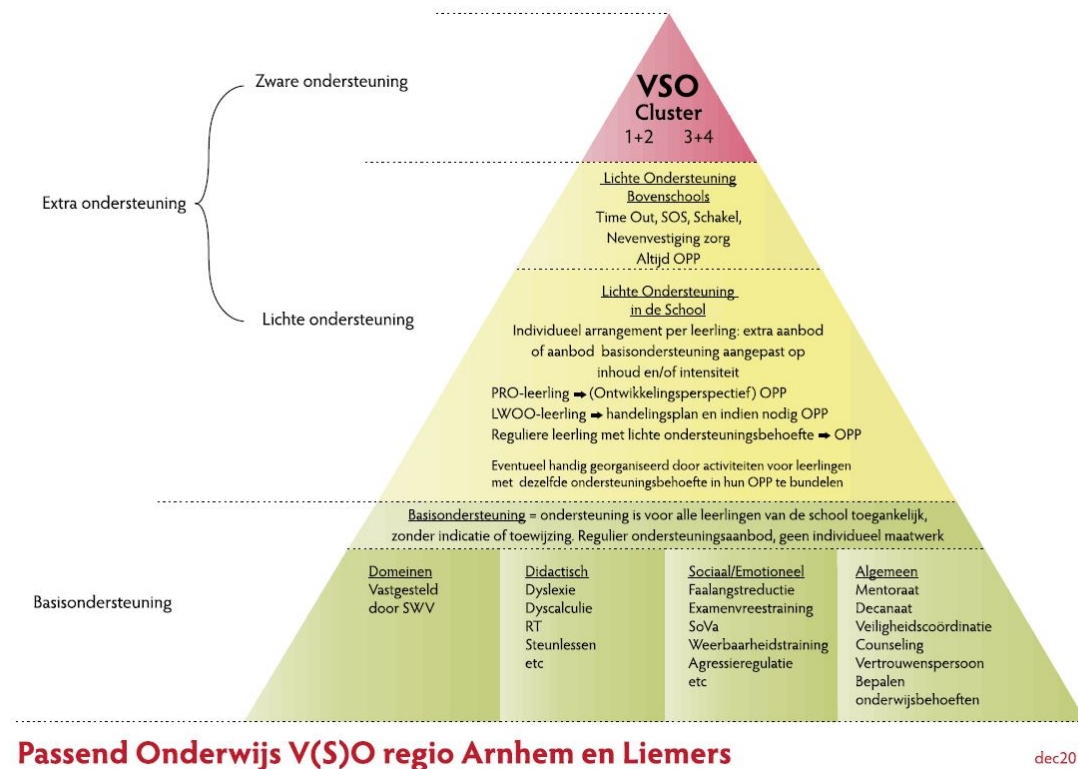 Zware ondersteuning
Extra ondersteuning
Lichte ondersteuning
Basisondersteuning
VSO
Cluster
1+2 3+4
Lichte Ondersteuning
Bovenschools
Time Out, SOS, Schakel,
Nevenvestiging zorg
Altijd OPP
Lichte Ondersteuning
in de School
Individueel arrangement per leerling: extra aanbod
of aanbod basisondersteuning aangepast op
inhoud en/of intensiteit
PRO-leerling ➡ (Ontwikkelingsperspectief) OPP
LWOO-leerling ➡ handelingsplan en indien nodig OPP
Reguliere leerling met lichte ondersteuningsbehoefte ➡ OPP
Eventueel handig georganiseerd door activiteiten voor leerlingen
met dezelfde ondersteuningsbehoefte in hun OPP te bundelen
Basisondersteuning = ondersteuning is voor alle leerlingen van de school toegankelijk,
zonder indicatie of toewijzing. Regulier ondersteuningsaanbod, geen individueel maatwerk
Domeinen
Vastgesteld
door SWV
Didactisch
Dyslexie
Dyscalculie
RT
Steunlessen
etc
Sociaal/Emotioneel
Faalangstreductie
Examenvreestraining
SoVa
Weerbaarheidstraining
Agressieregulatie
etc
Algemeen
Mentoraat
Decanaat
Veiligheidscoördinatie
Counseling
Vertrouwenspersoon
Bepalen
onderwijsbehoeften
Passend Onderwijs V(S)O regio Arnhem en Liemers
dec20